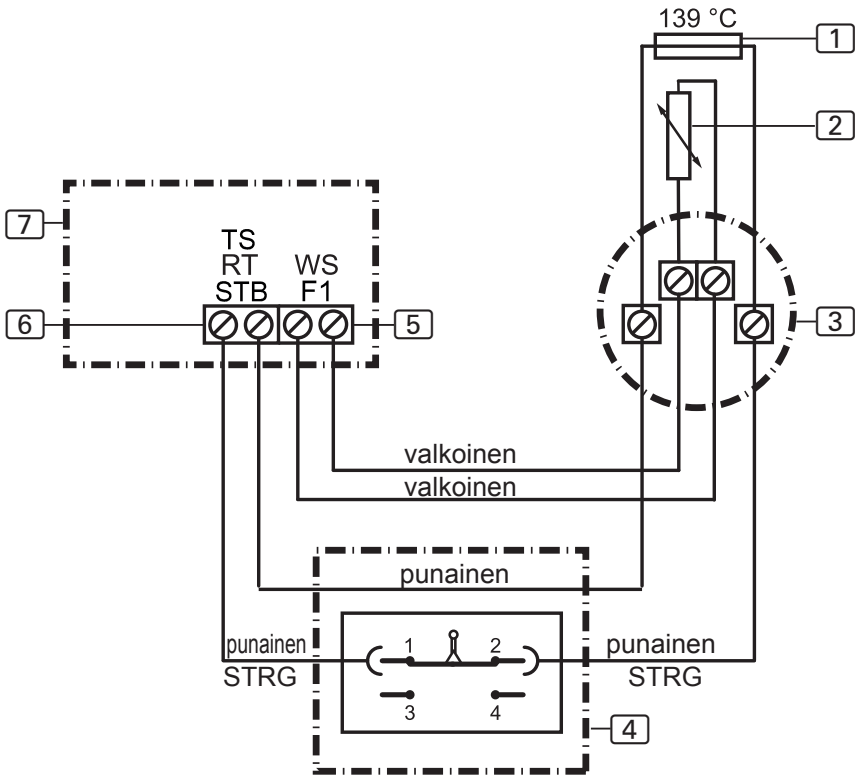 139 °C
1
2
7
TS
RT WS
STB F1
6
5
3
valkoinen
valkoinen
punainen
punainen 1 2 punainen
STRG STRG
3 4
4